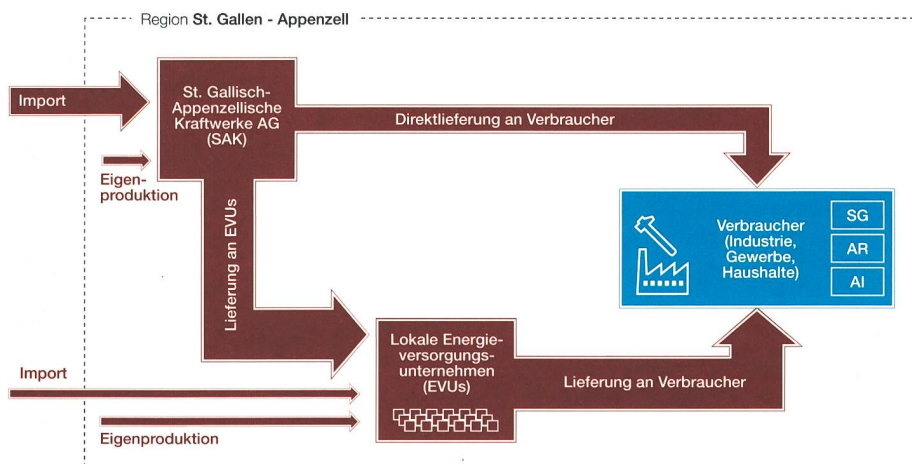 Region St. Gallen - Appenzell
Import
St. Gallisch-
Appenzellische
Kraftwerke AG
(SAK)
Direktlieferung an Verbraucher
Eigen-
produktion
Lieferung an EVUs
Verbraucher
(Industrie,
Gewerbe,
Haushalte)
SG
AR
AI
Lokale Energie-
versorgungs-
unternehmen
(EVUs)
Import
Lieferung an Verbraucher
Eigenproduktion